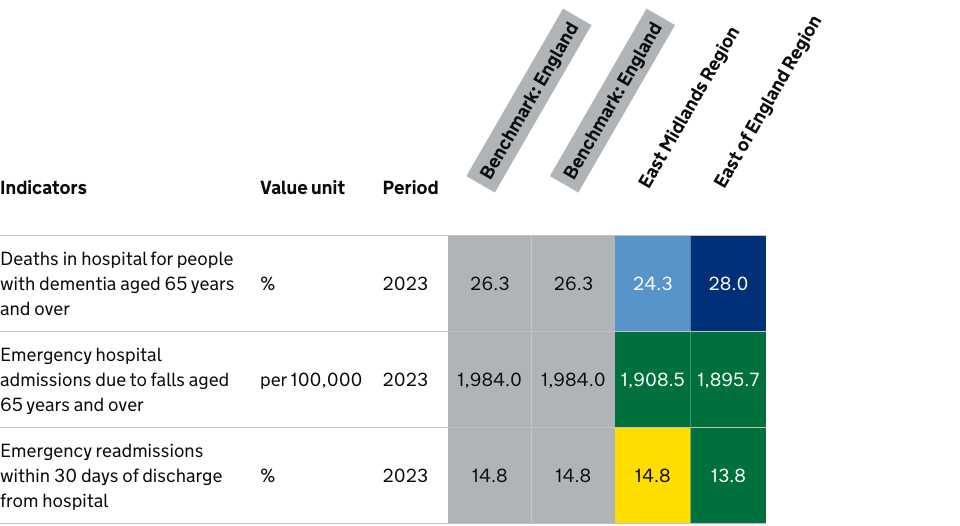 Benchmark: England
Benchmark: England
East Midlands Region
East of England Region
Indicators Value unit Period
Deaths in hospital for people
with dementia aged 65 years % 2023 26.3 26.3 24.3 28.0
and over
Emergency hospital
admissions due to falls aged per 100,000 2023 1,984.0 1,984.0 1,908.5 1,895.7
65 years and over
Emergency readmissions
within 30 days of discharge % 2023 14.8 14.8 14.8 13.8
from hospital